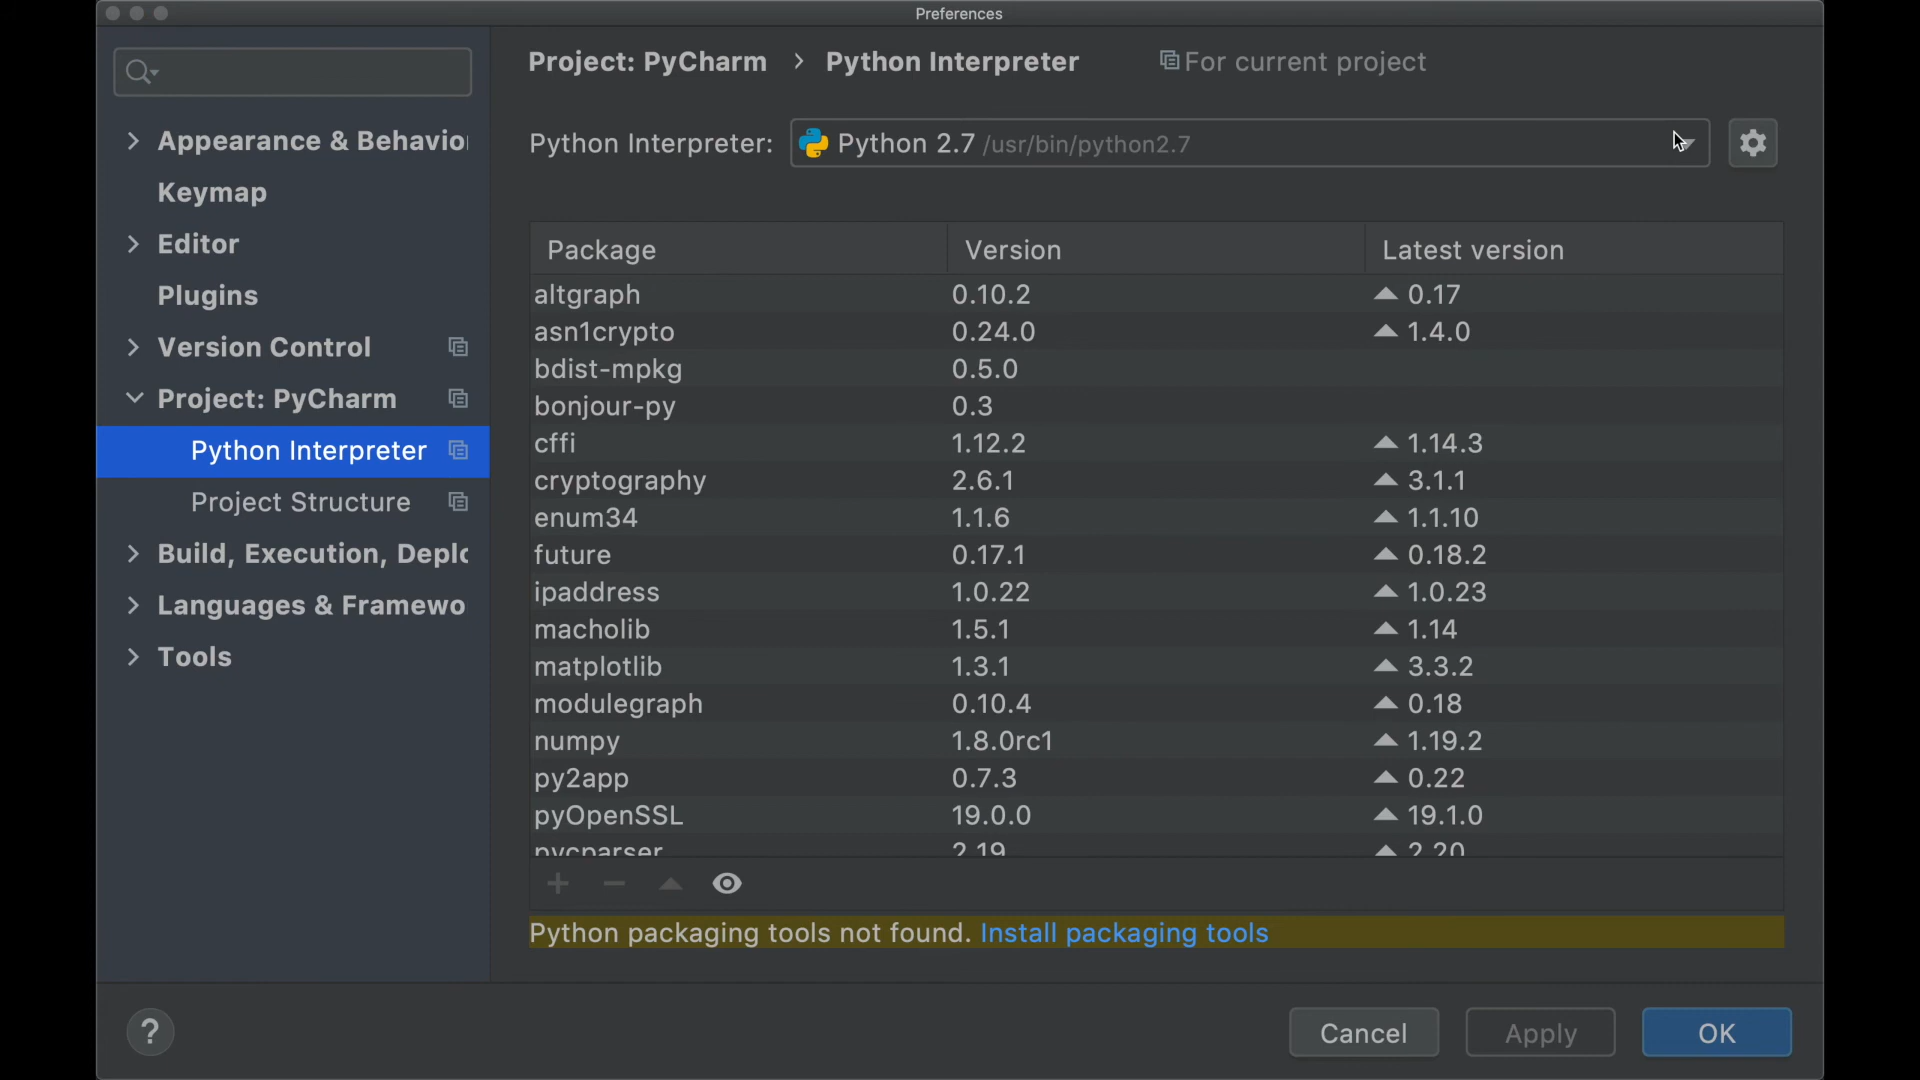 Preferences
Project: PyCharm › Python Interpreter For current project
Python Interpreter: Python 2.7 /usr/bin/python2.7
Appearance & Behavior
Keymap
Editor
Plugins
Version Control
Project: PyCharm
Python Interpreter
Project Structure
Build, Execution, Deplo
Languages & Framewo
Tools
Package Version Latest version
altgraph 0.10.2 0.17
asn1crypto 0.24.0 1.4.0
bdist-mpkg 0.5.0
bonjour-py 0.3
cffi 1.12.2 1.14.3
cryptography 2.6.1 3.1.1
enum34 1.1.6 1.1.10
future 0.17.1 0.18.2
ipaddress 1.0.22 1.0.23
macholib 1.5.1 1.14
matplotlib 1.3.1 3.3.2
modulegraph 0.10.4 0.18
numpy 1.8.0rc1 1.19.2
py2app 0.7.3 0.22
pyOpenSSL 19.0.0 19.1.0
pycparser 2.19 2.20
Python packaging tools not found. Install packaging tools
? Cancel Apply OK